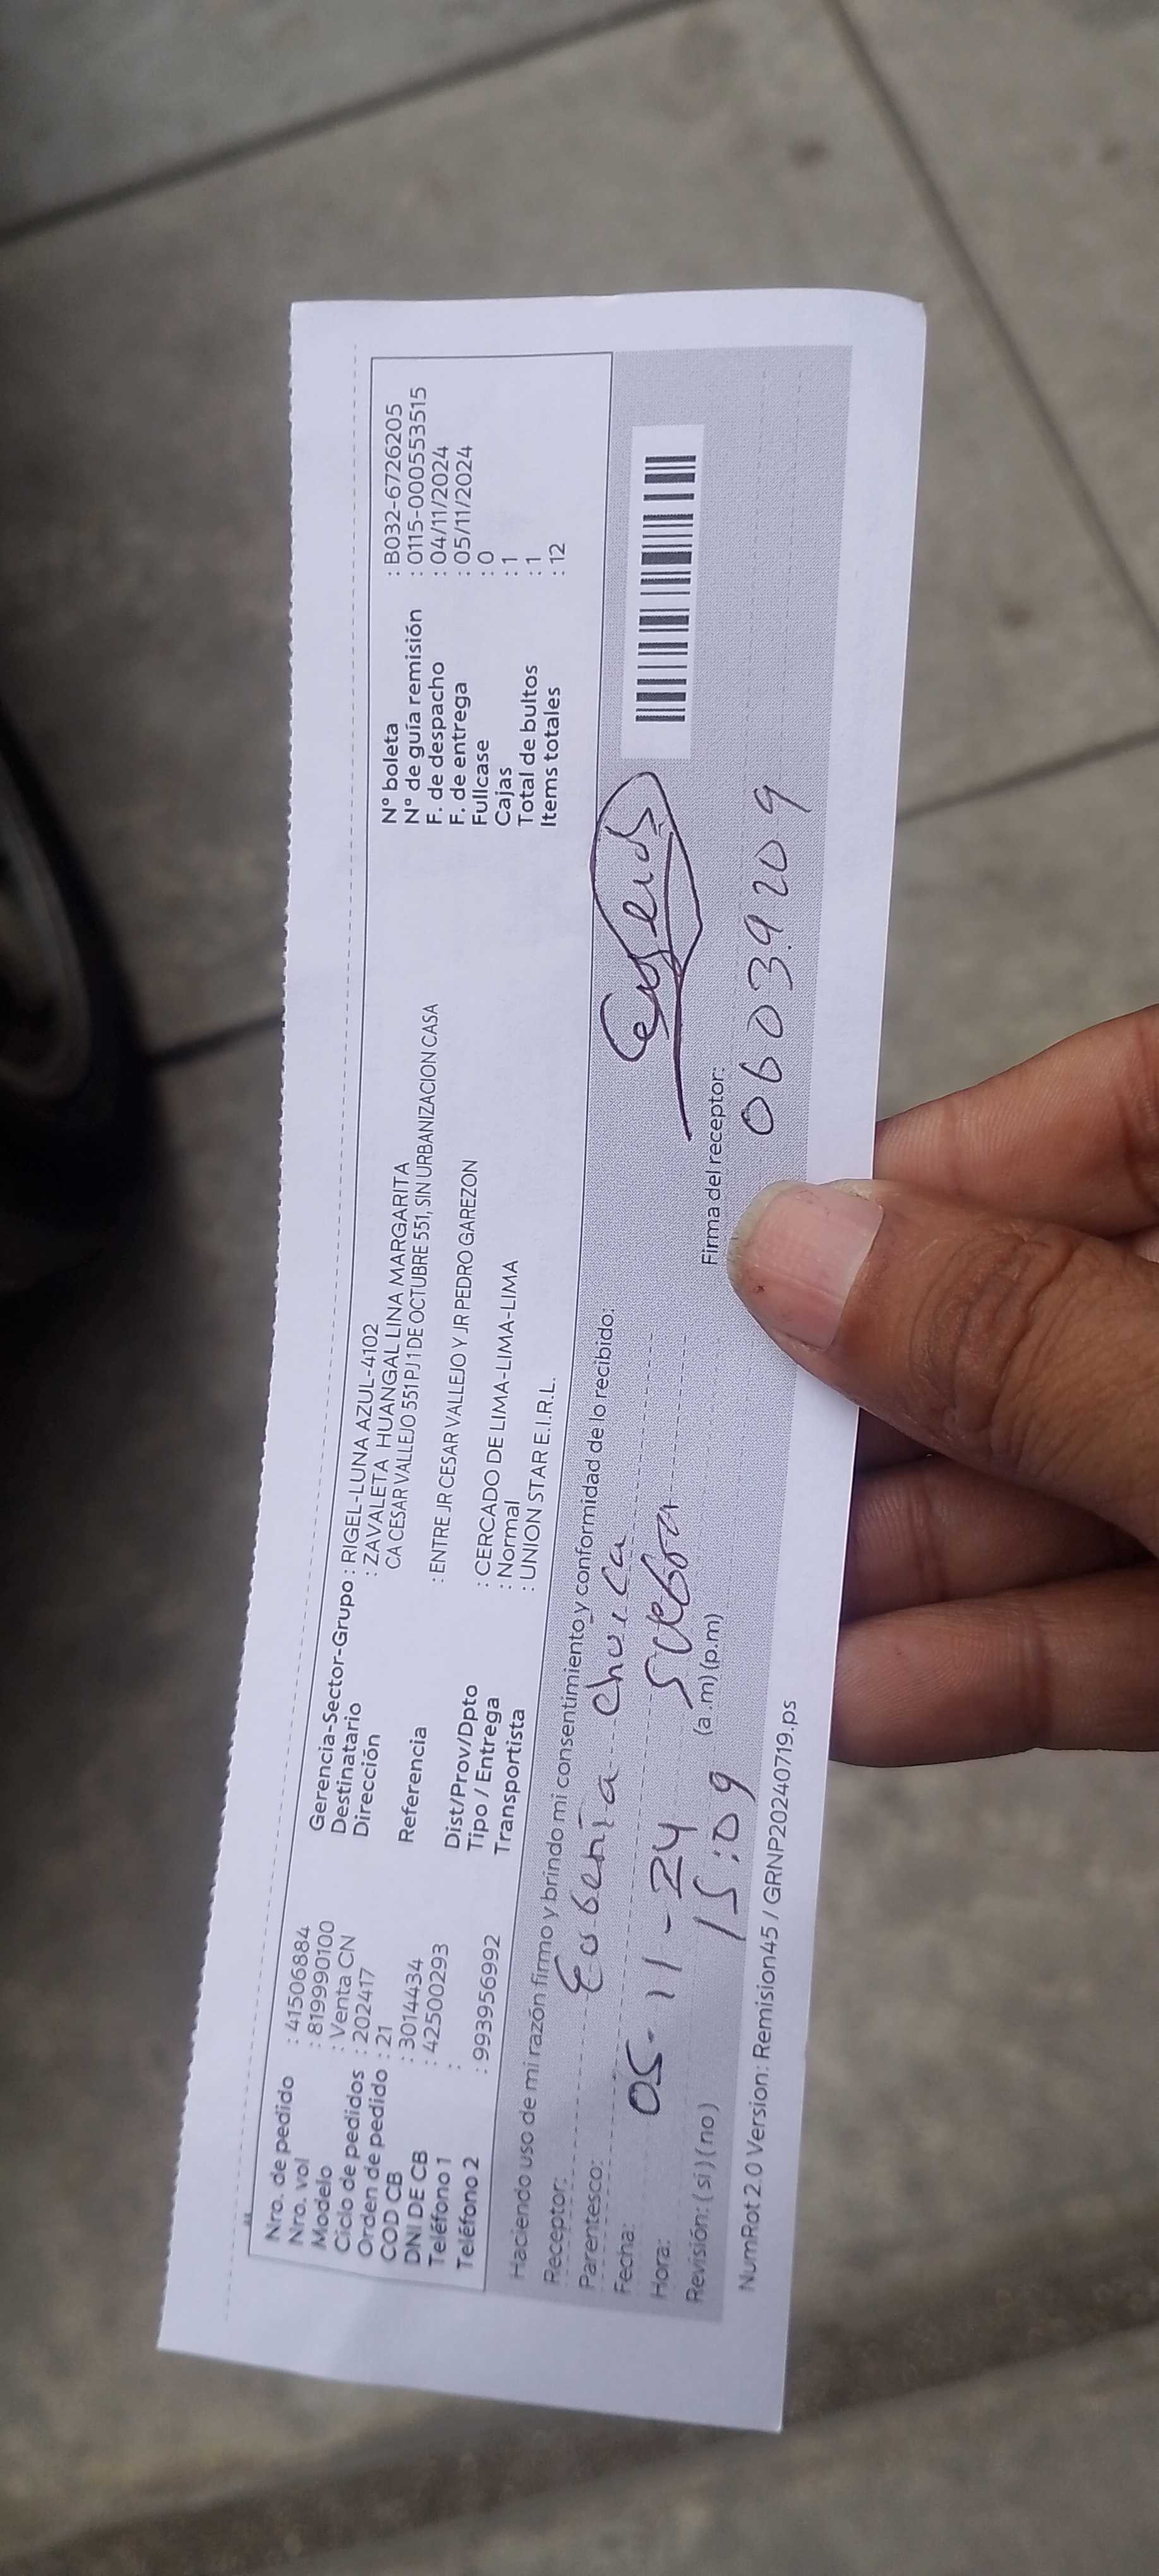 Nro. de pedido : 41506884
Nro. vol : 819990100
Modelo : Venta CN
Ciclo de pedidos : 202417
Orden de pedido : 21
COD CB : 3014434
DNI DE CB : 42500293
Teléfono 1 :
Teléfono 2 : 993956992
Gerencia-Sector-Grupo : RIGEL-LUNA AZUL-4102
Destinatario : ZAVALETA HUANGAL LINA MARGARITA
Dirección CA CESAR VALLEJO 551 PJ 1 DE OCTUBRE 551, SIN URBANIZACION CASA
Referencia : ENTRE JR CESAR VALLEJO Y JR PEDRO GAREZON
Dist/Prov/Dpto : CERCADO DE LIMA-LIMA-LIMA
Tipo / Entrega : Normal
Transportista : UNION STAR E.I.R.L.
N° boleta : B032-6726205
N° de guía remisión : 0115-000553515
F. de despacho : 04/11/2024
F. de entrega : 05/11/2024
Fullcase : 0
Cajas : 1
Total de bultos : 1
Items totales : 12
Haciendo uso de mi razón firmo y brindo mi consentimiento y conformidad de lo recibido:
Receptor: Eugenia
Parentesco: Suegra
Fecha: 05-11-24
Hora: 15:09 (a .m) (p.m)
Revisión: ( si ) ( no )
Firma del receptor:
06039209
NumRot 2.0 Version: Remision45 / GRNP20240719.ps